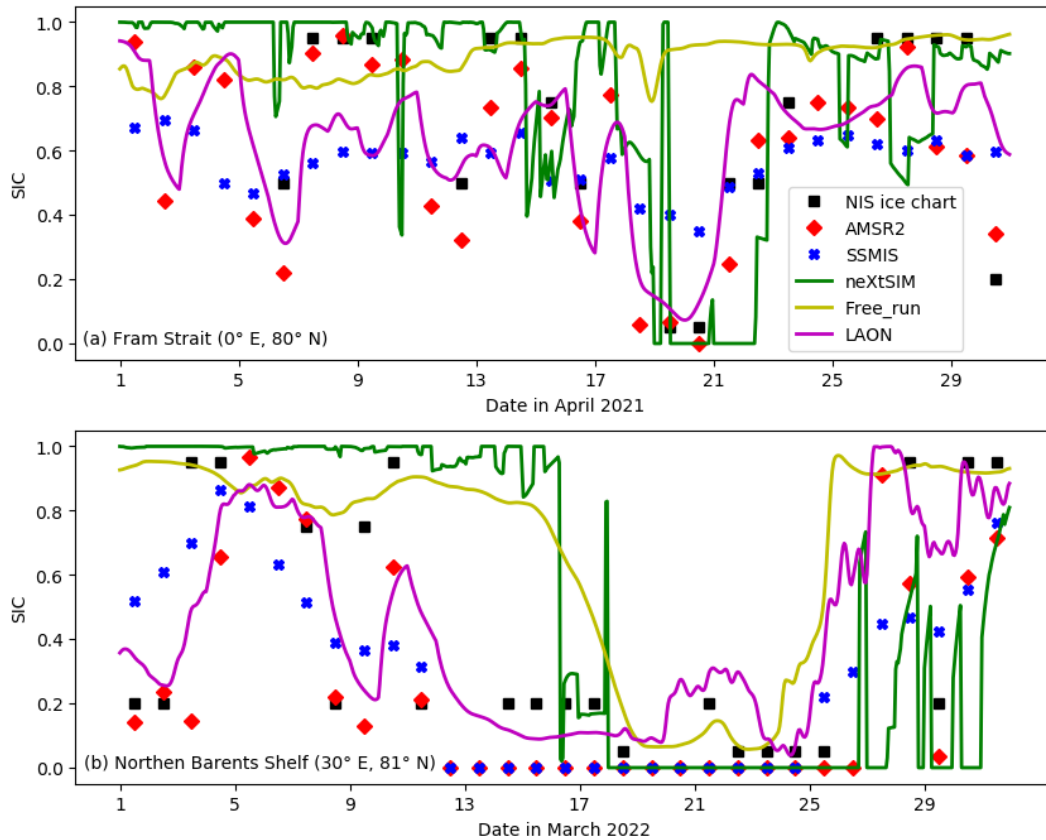 1.0
0.8
0.6
0.4
0.2
0.0
SIC
NIS ice chart
AMSR2
SSMIS
neXtSIM
Free_run
LAON
(a) Fram Strait (0° E, 80° N)
1 5 9 13 17 21 25 29
Date in April 2021
1.0
0.8
0.6
0.4
0.2
0.0
SIC
(b) Northen Barents Shelf (30° E, 81° N)
1 5 9 13 17 21 25 29
Date in March 2022